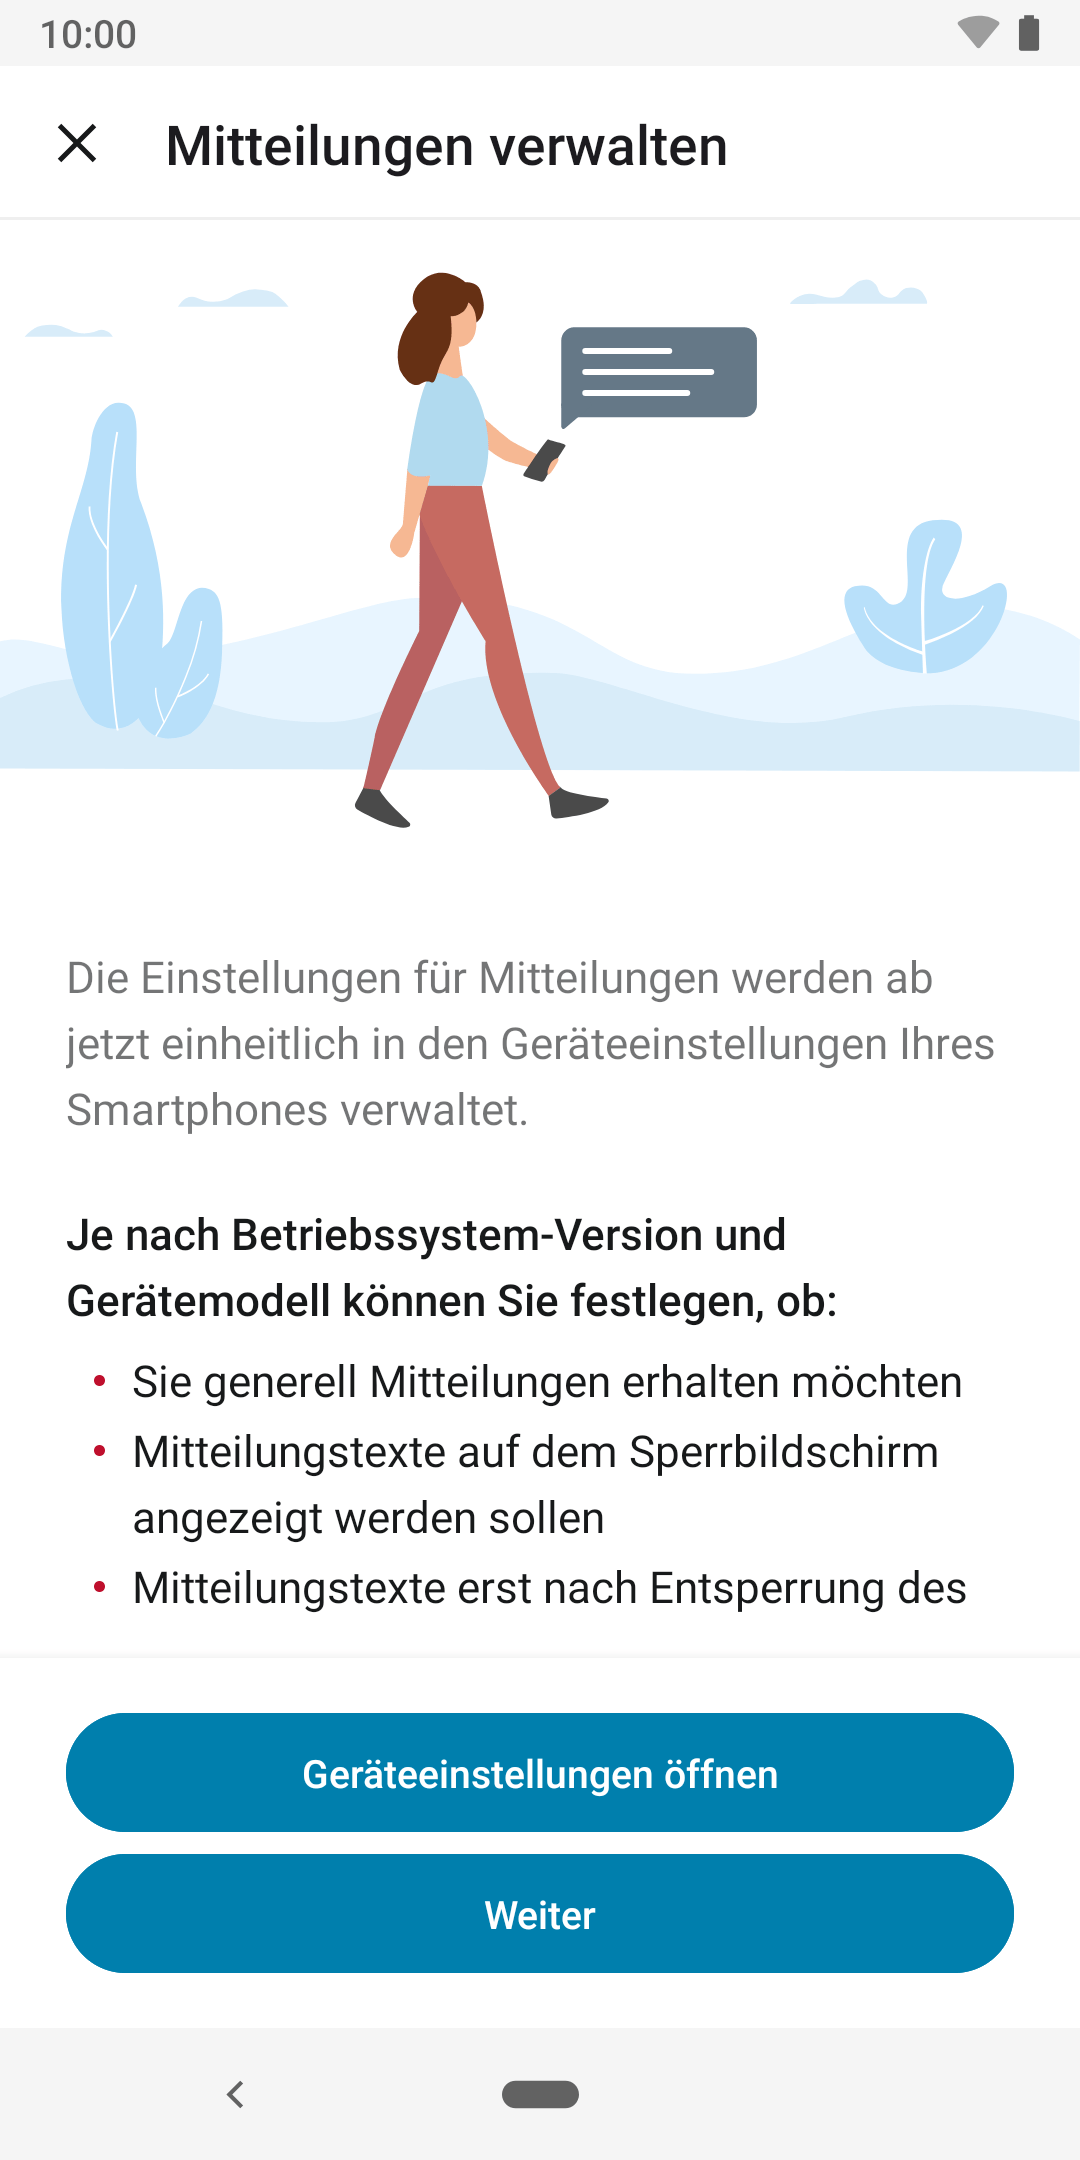 10:00
Mitteilungen verwalten
Die Einstellungen für Mitteilungen werden ab
jetzt einheitlich in den Geräteeinstellungen Ihres
Smartphones verwaltet.
Je nach Betriebssystem-Version und
Gerätemodell können Sie festlegen, ob:
• Sie generell Mitteilungen erhalten möchten
• Mitteilungstexte auf dem Sperrbildschirm
angezeigt werden sollen
• Mitteilungstexte erst nach Entsperrung des
Geräteeinstellungen öffnen
Weiter